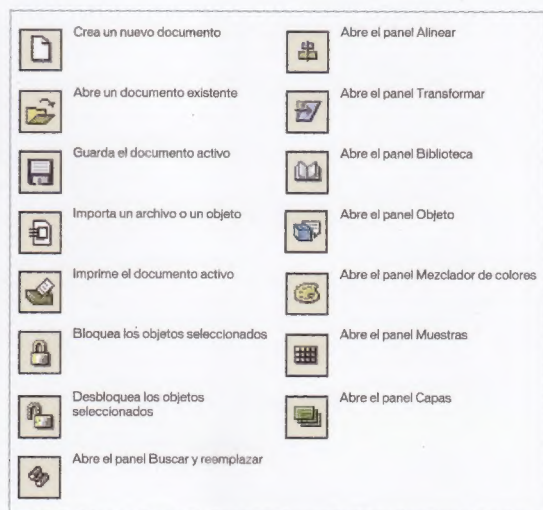 Crea un nuevo documento
Abre un documento existente
Guarda el documento activo
Importa un archivo o un objeto
Imprime el documento activo
Bloquea los objetos seleccionados
Desbloquea los objetos
seleccionados
Abre el panel Buscar y reemplazar
Abre el panel Alinear
Abre el panel Transformar
Abre el panel Biblioteca
Abre el panel Objeto
Abre el panel Mezclador de colores
Abre el panel Muestras
Abre el panel Capas